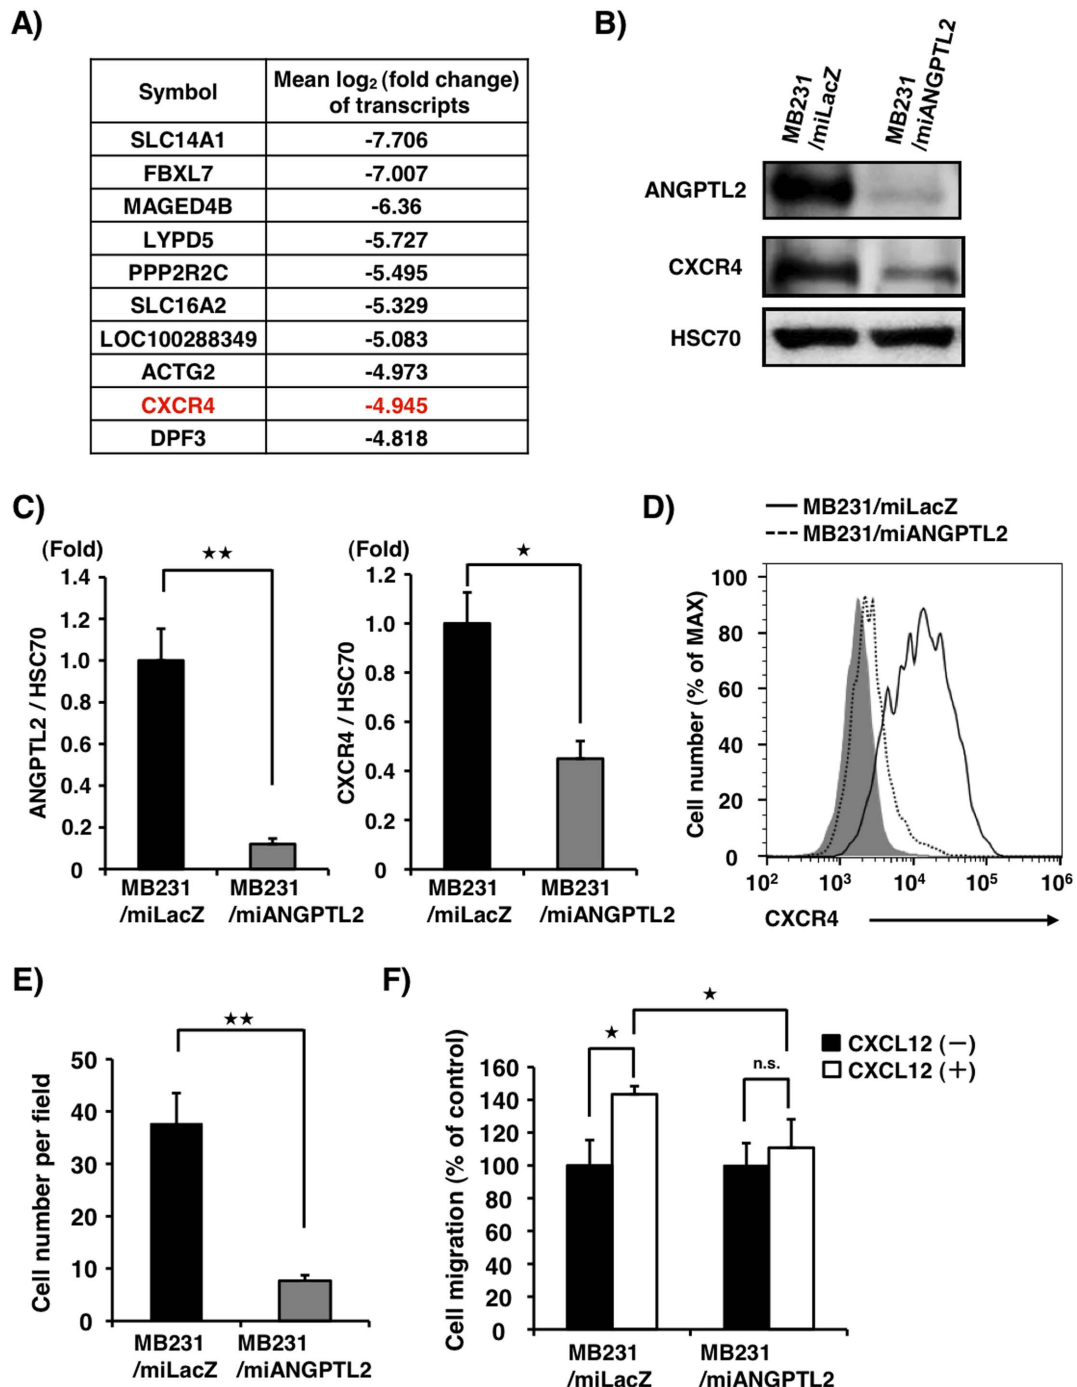 A)
Symbol
Mean log2 (fold change)
of transcripts
SLC14A1 -7.706
FBXL7 -7.007
MAGED4B -6.36
LYPD5 -5.727
PPP2R2C -5.495
SLC16A2 -5.329
LOC100288349 -5.083
ACTG2 -4.973
CXCR4 -4.945
DPF3 -4.818
B)
MB231
/miLacZ
MB231
/miANGPTL2
ANGPTL2
CXCR4
HSC70
C)
(Fold)
ANGPTL2 / HSC70
1.4
1.2
1.0
0.8
0.6
0.4
0.2
0
★★
MB231
/miLacZ
MB231
/miANGPTL2
(Fold)
CXCR4 / HSC70
1.2
1.0
0.8
0.6
0.4
0.2
0
★
MB231
/miLacZ
MB231
/miANGPTL2
D)
MB231/miLacZ
MB231/miANGPTL2
Cell number (% of MAX)
100
80
60
40
20
0
10² 10³ 10⁴ 10⁵ 10⁶
CXCR4
E)
Cell number per field
50
40
30
20
10
0
★★
MB231
/miLacZ
MB231
/miANGPTL2
F)
Cell migration (% of control)
160
140
120
100
80
60
40
20
0
★
★
n.s.
CXCL12 (−)
CXCL12 (+)
MB231
/miLacZ
MB231
/miANGPTL2